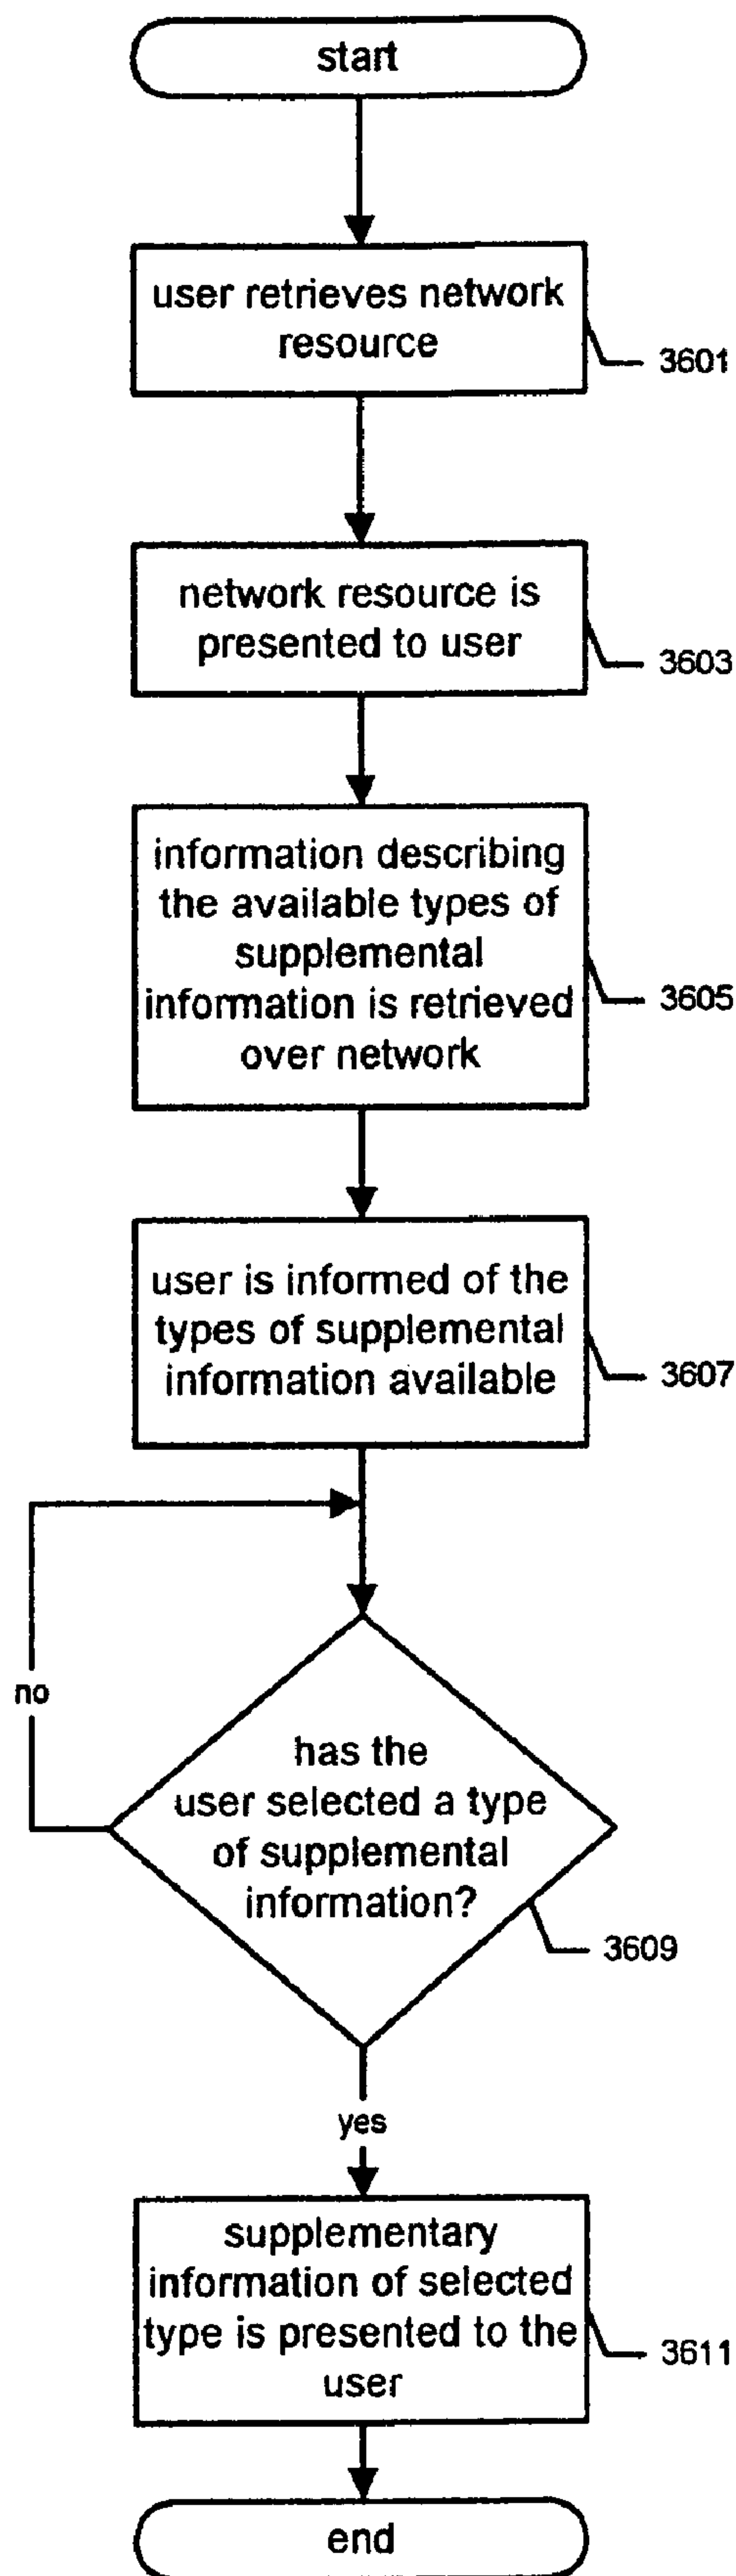 start
user retrieves network
resource
3601
network resource is
presented to user
3603
information describing
the available types of
supplemental
information is retrieved
over network
3605
user is informed of the
types of supplemental
information available
3607
no
has the
user selected a type
of supplemental
information?
3609
yes
supplementary
information of selected
type is presented to the
user
3611
end